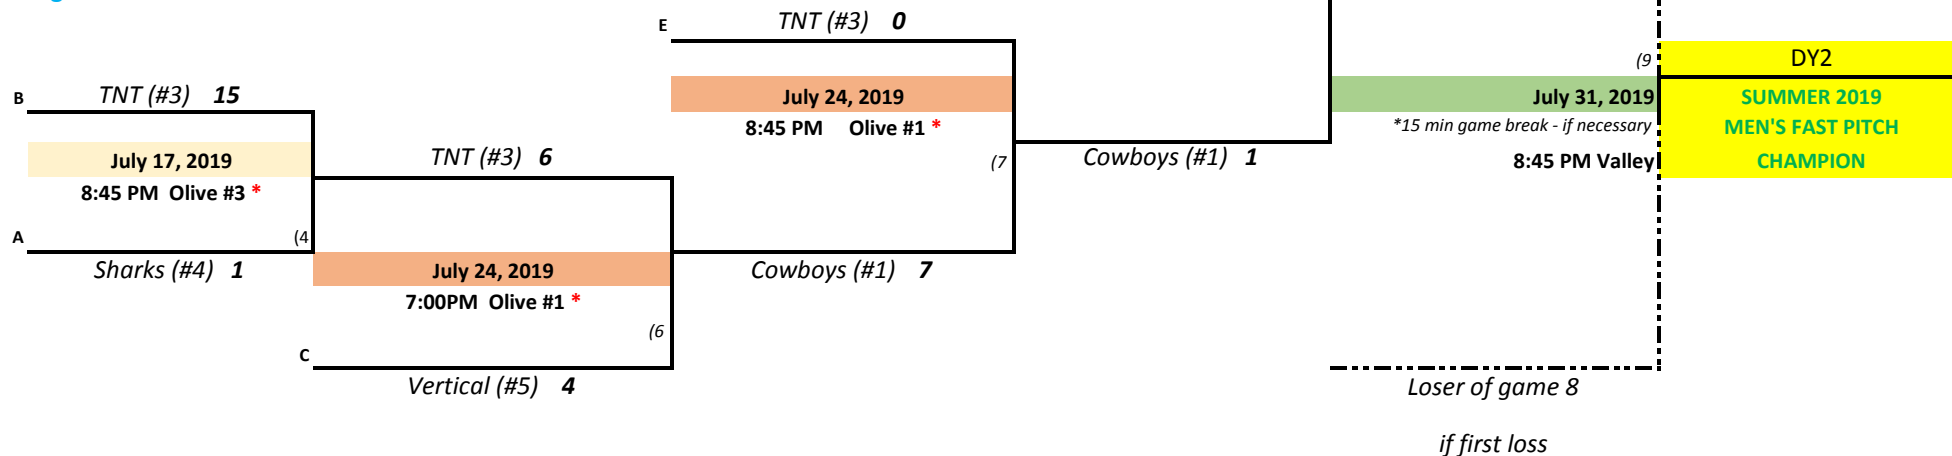 E TNT (#3) 0
(9 DY2
B TNT (#3) 15
July 24, 2019
July 31, 2019
SUMMER 2019
8:45 PM Olive #1 *
*15 min game break - if necessary
MEN'S FAST PITCH
July 17, 2019
TNT (#3) 6
(7
Cowboys (#1) 1
8:45 PM Valley
CHAMPION
8:45 PM Olive #3 *
A (4
Sharks (#4) 1
July 24, 2019
Cowboys (#1) 7
7:00PM Olive #1 *
(6
C
Vertical (#5) 4
Loser of game 8
if first loss